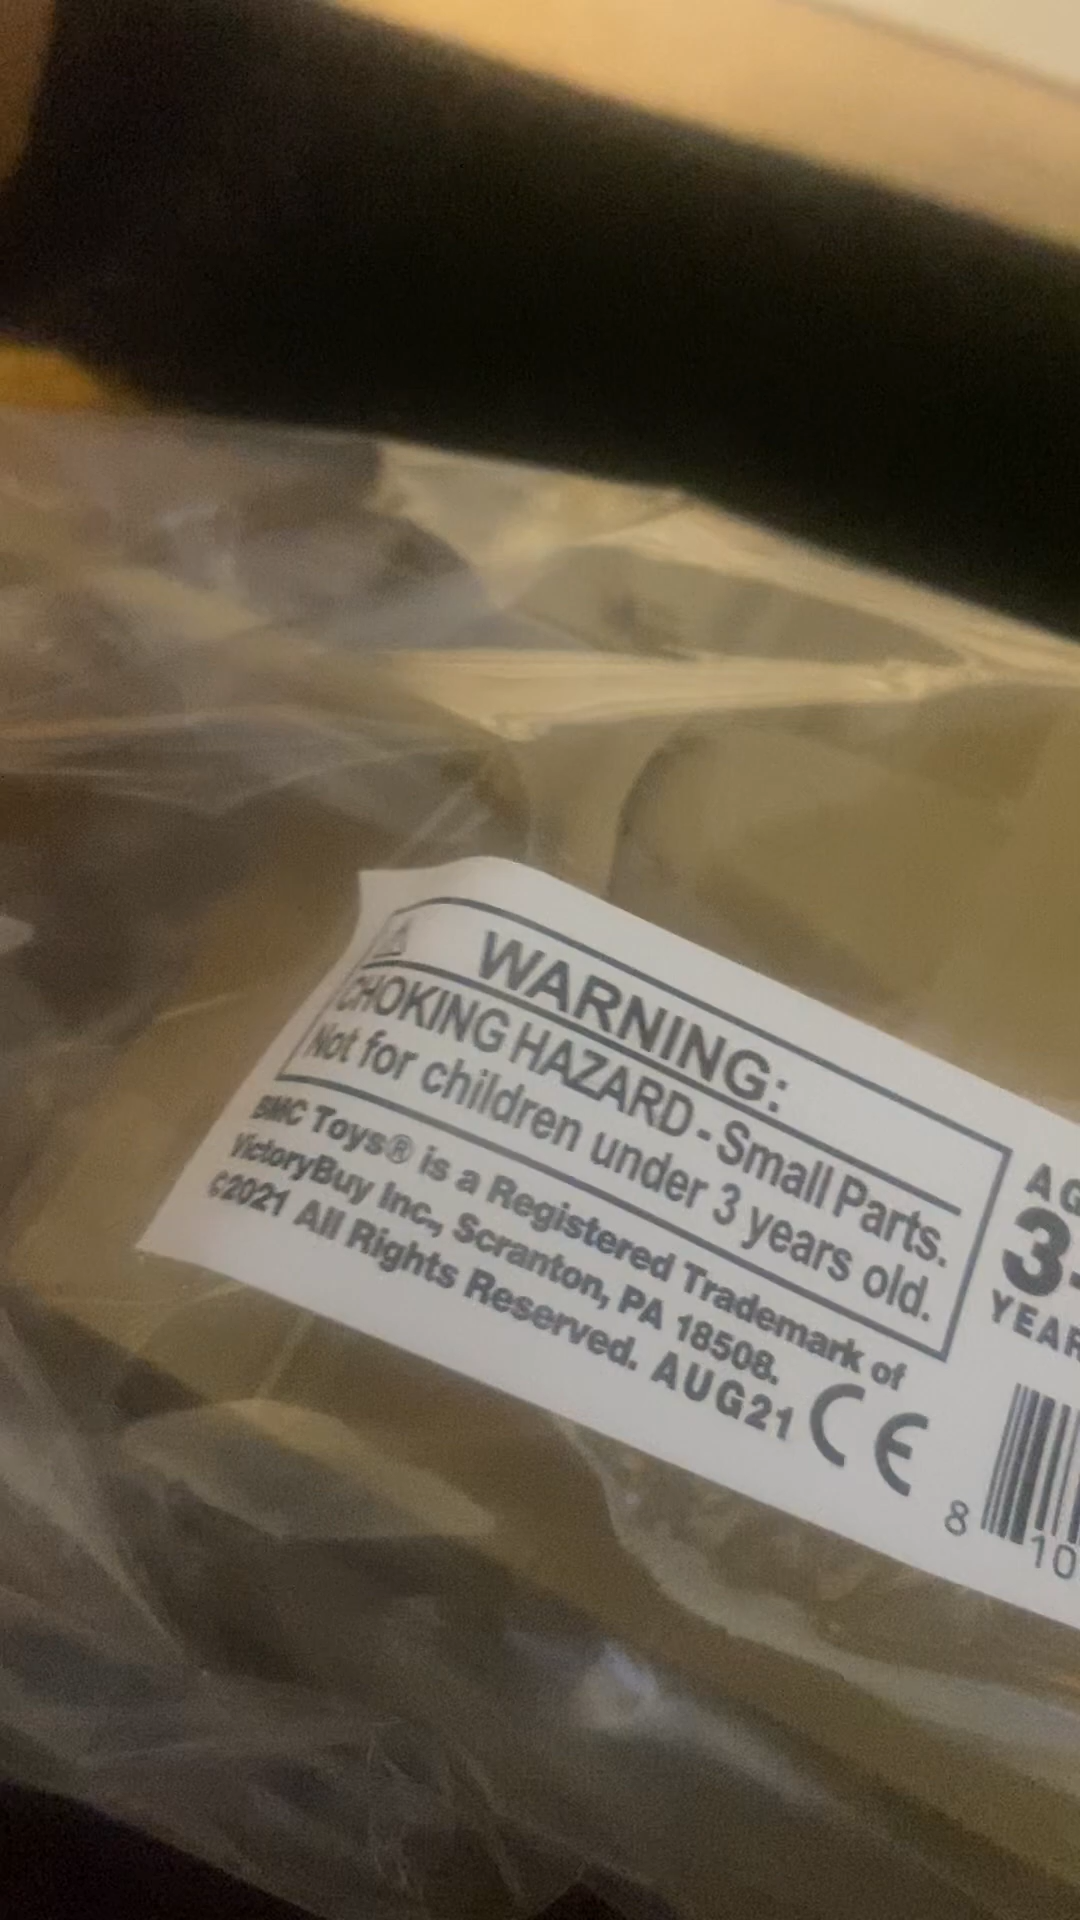 WARNING:
CHOKING HAZARD - Small Parts.
Not for children under 3 years old.
BMC Toys® is a Registered Trademark of
VictoryBuy Inc., Scranton, PA 18508.
©2021 All Rights Reserved. AUG21 CE
AG
3-
YEAR
8 10